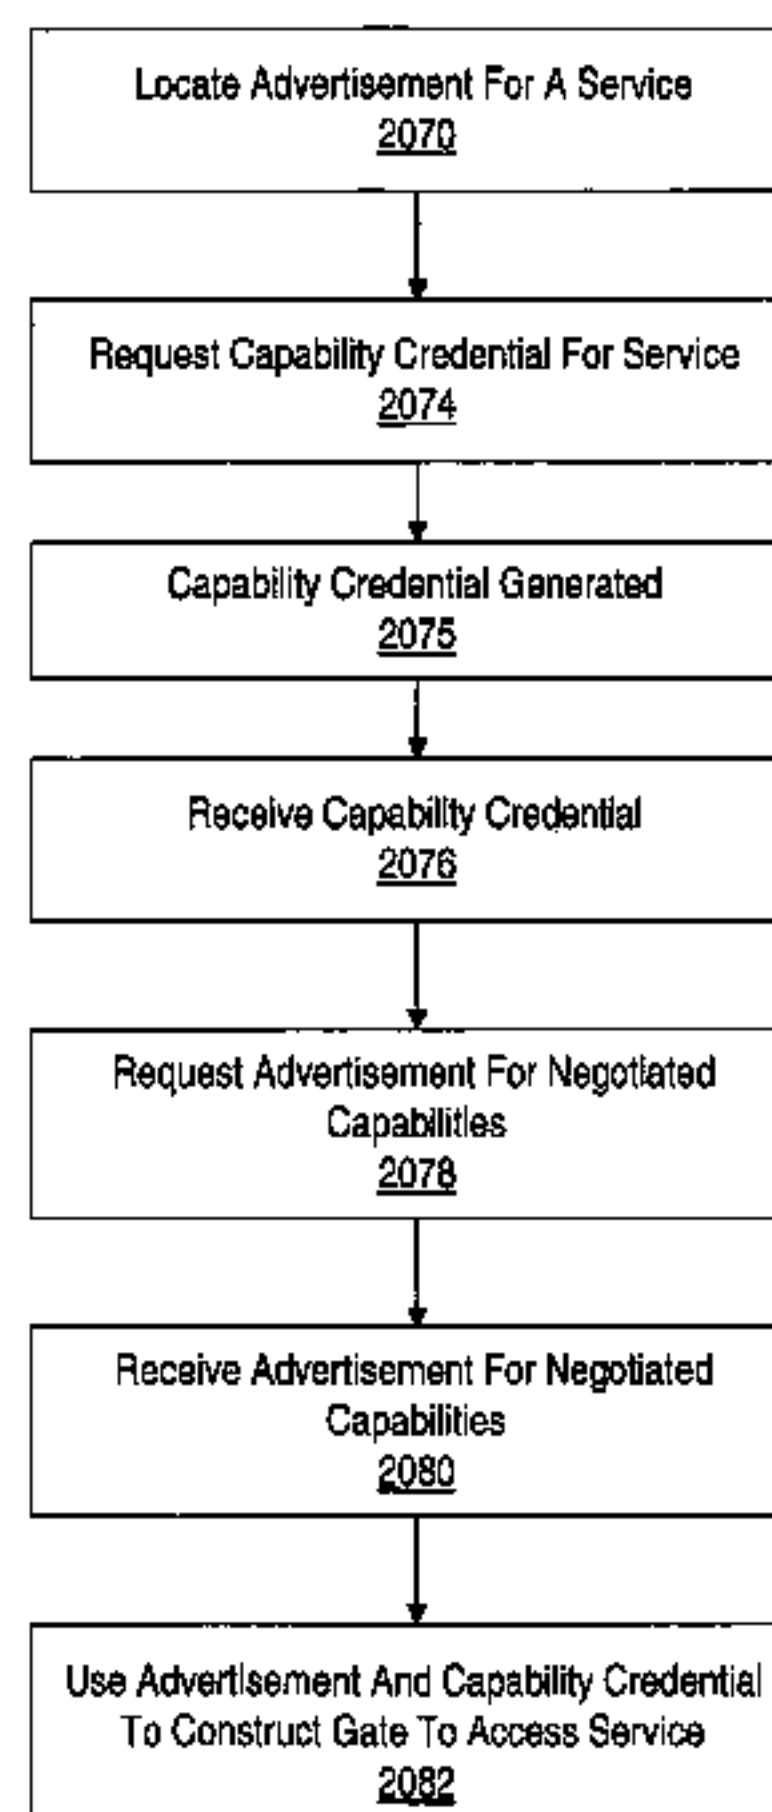 Locate Advertisement For A Service
2070
Request Capability Credential For Service
2074
Capability Credential Generated
2075
Receive Capability Credential
2076
Request Advertisement For Negotiated
Capabilities
2078
Receive Advertisement For Negotiated
Capabilities
2080
Use Advertisement And Capability Credential
To Construct Gate To Access Service
2082